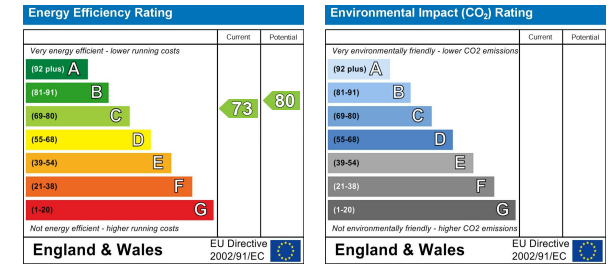 Energy Efficiency Rating
Current Potential
Very energy efficient - lower running costs
(92 plus) A
(81-91) B
(69-80) C
(55-68) D
(39-54) E
(21-38) F
(1-20) G
73
80
Not energy efficient - higher running costs
England & Wales
EU Directive
2002/91/EC
Environmental Impact (CO₂) Rating
Current Potential
Very environmentally friendly - lower CO2 emissions
(92 plus) A
(81-91) B
(69-80) C
(55-68) D
(39-54) E
(21-38) F
(1-20) G
Not environmentally friendly - higher CO2 emissions
England & Wales
EU Directive
2002/91/EC